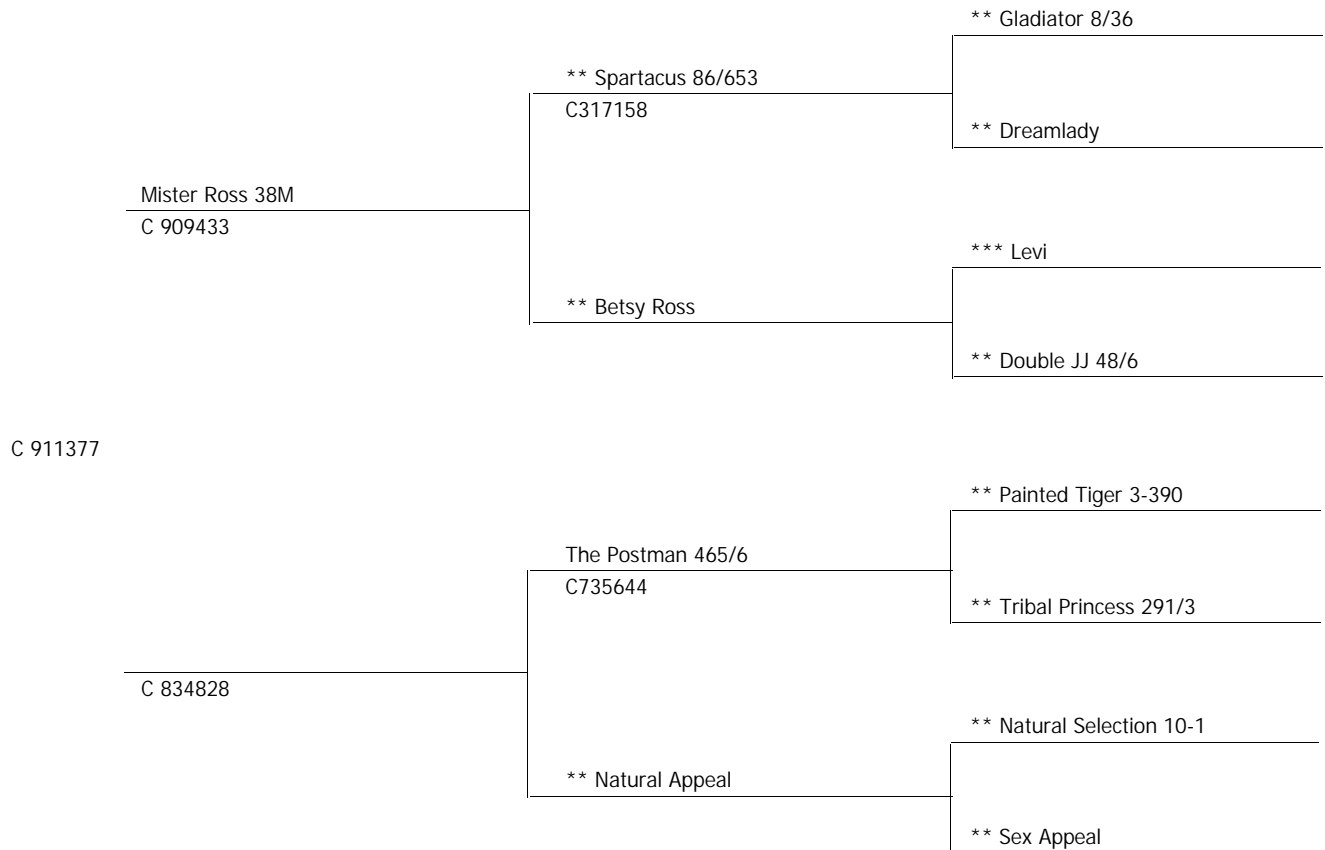 ** Gladiator 8/36
** Spartacus 86/653
C317158
** Dreamlady
Mister Ross 38M
C 909433
*** Levi
** Betsy Ross
** Double JJ 48/6
C 911377
** Painted Tiger 3-390
The Postman 465/6
C735644
** Tribal Princess 291/3
C 834828
** Natural Selection 10-1
** Natural Appeal
** Sex Appeal